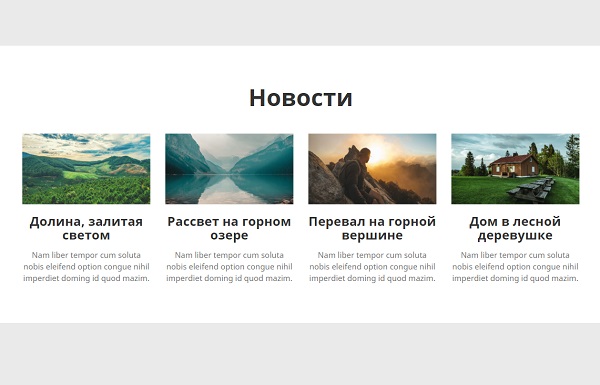 Новости
Долина, залитая
светом
Nam liber tempor cum soluta
nobis eleifend option congue nihil
imperdiet doming id quod mazim.
Рассвет на горном
озере
Nam liber tempor cum soluta
nobis eleifend option congue nihil
imperdiet doming id quod mazim.
Перевал на горной
вершине
Nam liber tempor cum soluta
nobis eleifend option congue nihil
imperdiet doming id quod mazim.
Дом в лесной
деревушке
Nam liber tempor cum soluta
nobis eleifend option congue nihil
imperdiet doming id quod mazim.